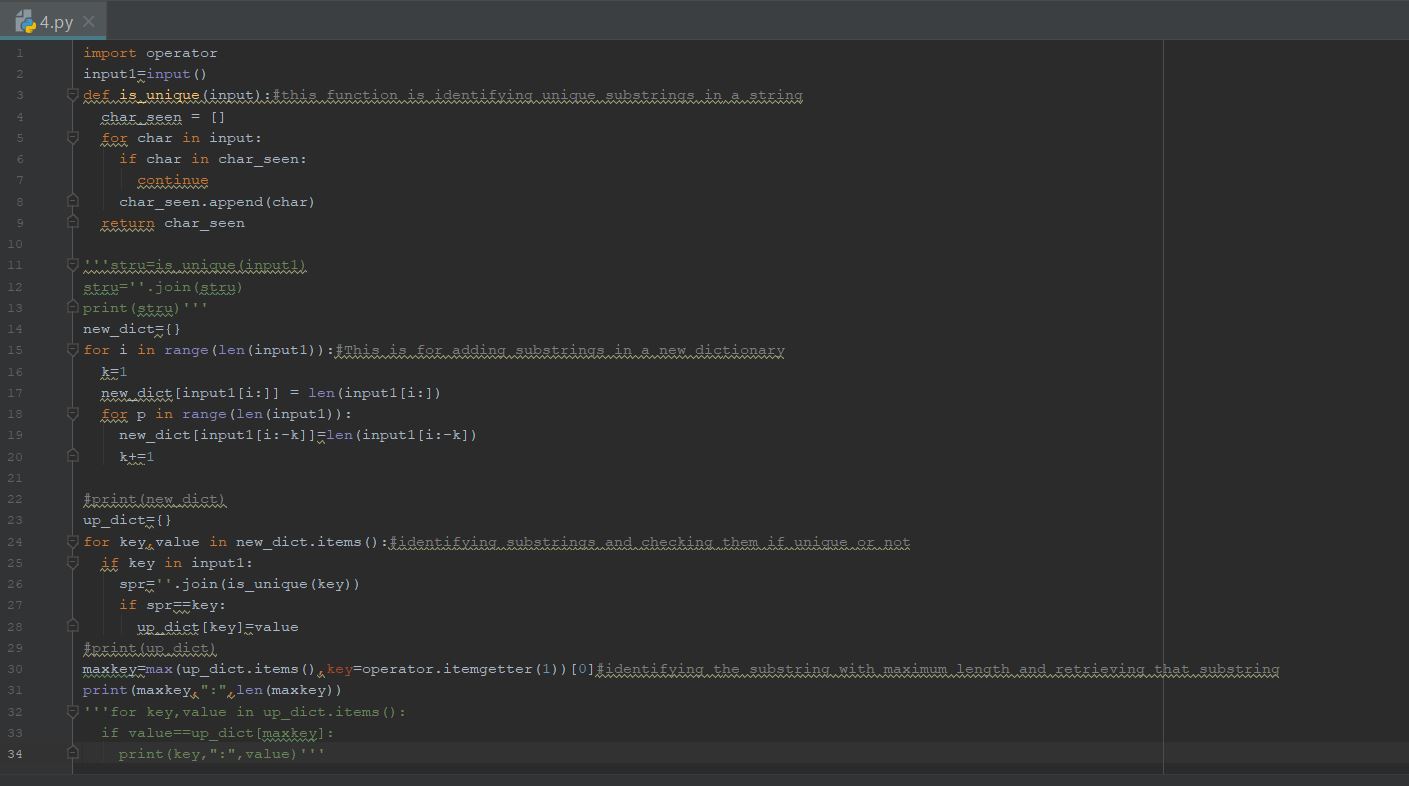 4.py
1 import operator
2 input1=input()
3 def is_unique(input):#this function is identifying unique substrings in a string
4   char_seen = []
5   for char in input:
6     if char in char_seen:
7       continue
8     char_seen.append(char)
9   return char_seen
10
11 '''stru=is_unique(input1)
12 stru=''.join(stru)
13 print(stru)'''
14 new_dict={}
15 for i in range(len(input1)):#This is for adding substrings in a new dictionary
16   k=1
17   new_dict[input1[i:]] = len(input1[i:])
18   for p in range(len(input1)):
19     new_dict[input1[i:-k]]=len(input1[i:-k])
20     k+=1
21
22 #print(new_dict)
23 up_dict={}
24 for key,value in new_dict.items():#identifying substrings and checking them if unique or not
25   if key in input1:
26     spr=''.join(is_unique(key))
27     if spr==key:
28       up_dict[key]=value
29 #print(up_dict)
30 maxkey=max(up_dict.items(),key=operator.itemgetter(1))[0]#identifying the substring with maximum length and retrieving that substring
31 print(maxkey,":",len(maxkey))
32 '''for key,value in up_dict.items():
33   if value==up_dict[maxkey]:
34     print(key,":",value)'''